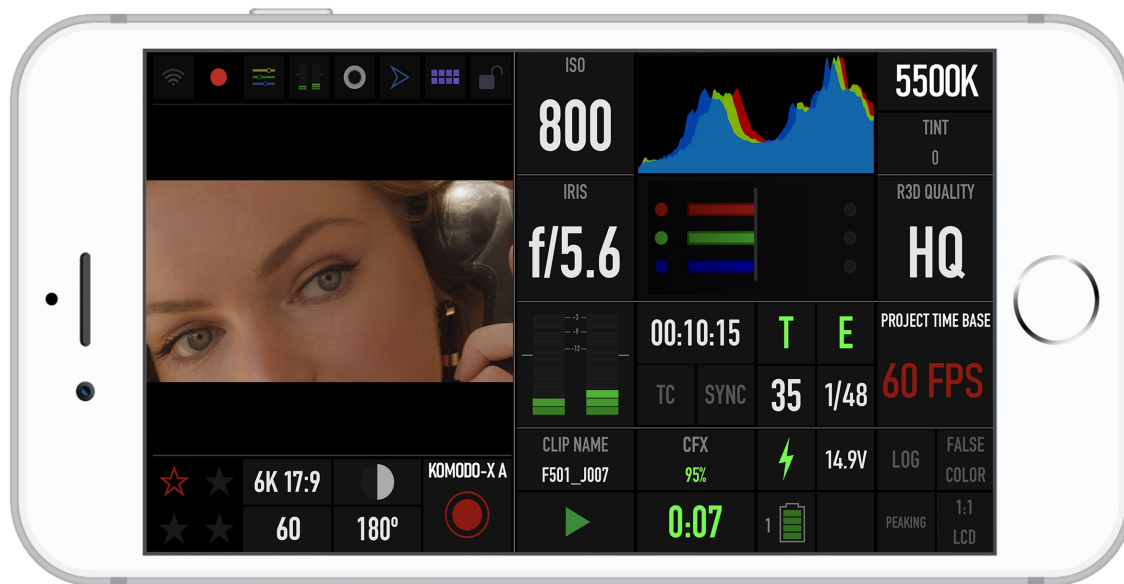 ISO
800
5500K
TINT
0
IRIS
f/5.6
R3D QUALITY
HQ
-3-
-9-
-12-
00:10:15
T
E
PROJECT TIME BASE
60 FPS
TC
SYNC
35
1/48
CLIP NAME
F501_J007
CFX
95%
14.9V
LOG
FALSE
COLOR
6K 17:9
KOMODO-X A
60
180º
0:07
1
PEAKING
1:1
LCD